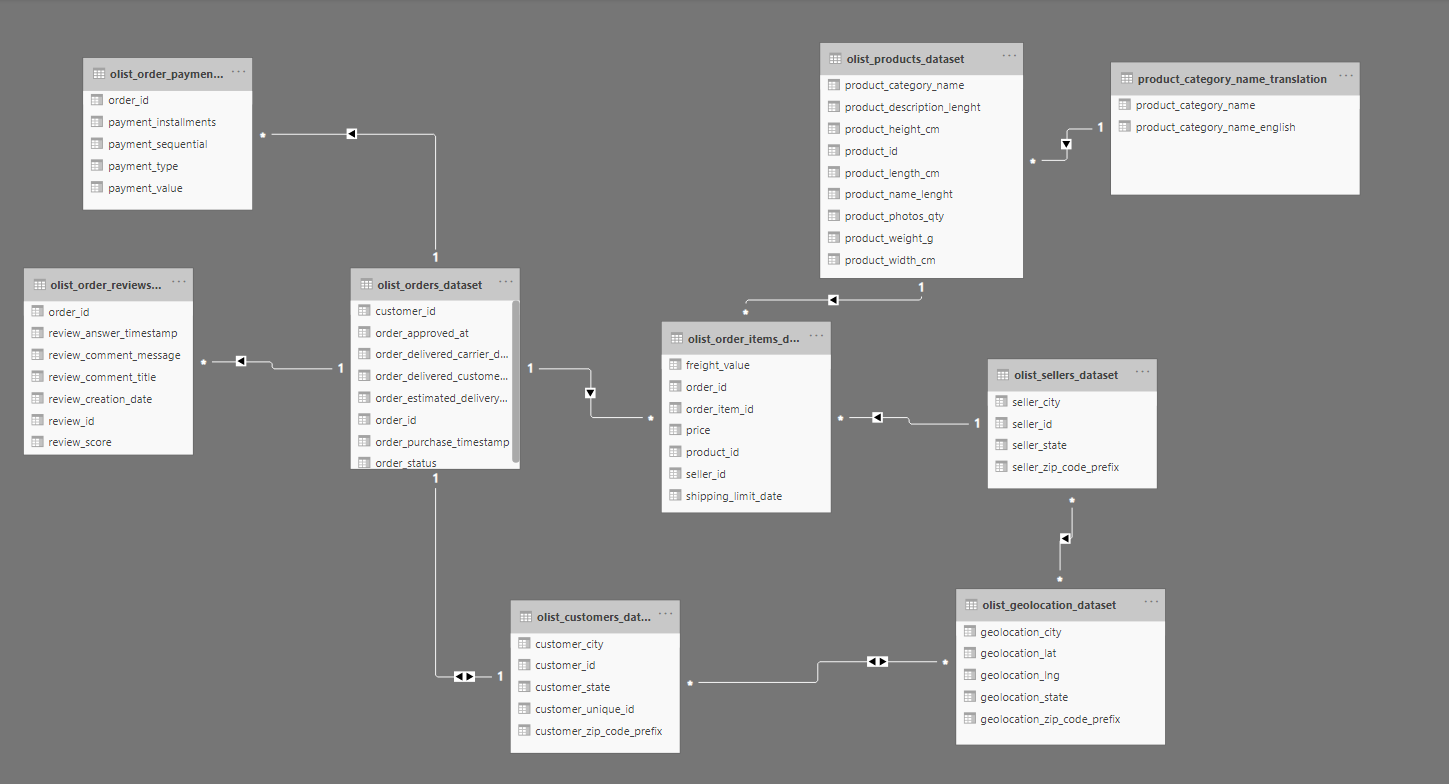 olist_order_paymen...
order_id
payment_installments
payment_sequential
payment_type
payment_value
olist_products_dataset
product_category_name
product_description_lenght
product_height_cm
product_id
product_length_cm
product_name_lenght
product_photos_qty
product_weight_g
product_width_cm
product_category_name_translation
product_category_name
product_category_name_english
*
1
*
1
olist_order_reviews...
order_id
review_answer_timestamp
review_comment_message
review_comment_title
review_creation_date
review_id
review_score
olist_orders_dataset
customer_id
order_approved_at
order_delivered_carrier_d...
order_delivered_custome...
order_estimated_delivery...
order_id
order_purchase_timestamp
order_status
*
1
1
*
1
*
olist_order_items_d...
freight_value
order_id
order_item_id
price
product_id
seller_id
shipping_limit_date
olist_sellers_dataset
seller_city
seller_id
seller_state
seller_zip_code_prefix
*
1
1
1
*
*
olist_customers_dat...
customer_city
customer_id
customer_state
customer_unique_id
customer_zip_code_prefix
olist_geolocation_dataset
geolocation_city
geolocation_lat
geolocation_lng
geolocation_state
geolocation_zip_code_prefix
*
*